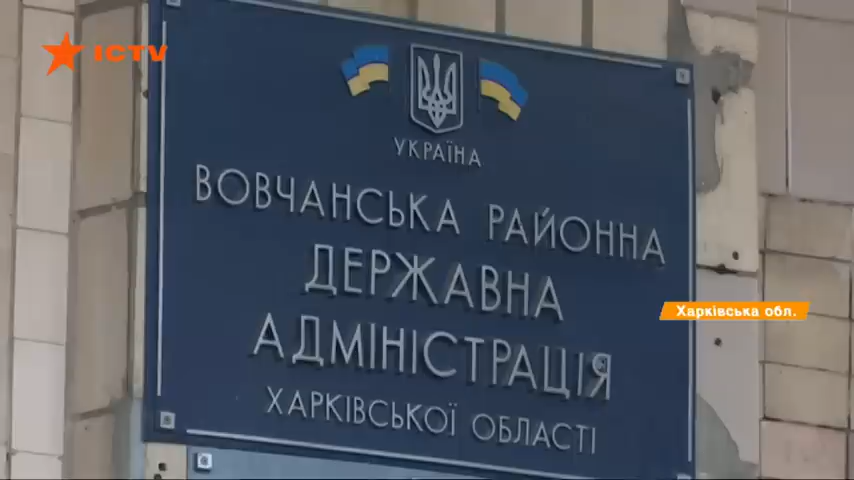 ICTV
УКРАЇНА
ВОВЧАНСЬКА РАЙОННА
ДЕРЖАВНА
АДМІНІСТРАЦІЯ
ХАРКІВСЬКОЇ ОБЛАСТІ
Харківська обл.